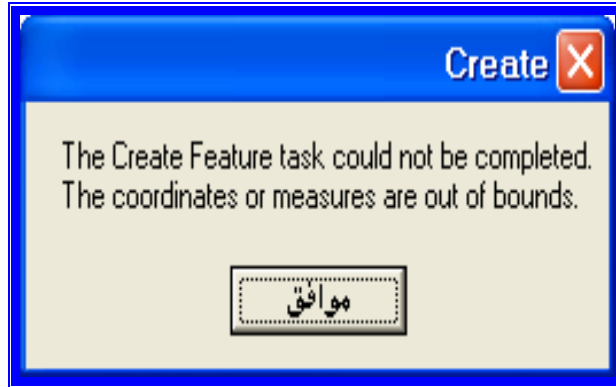 Create
The Create Feature task could not be completed.
The coordinates or measures are out of bounds.
موافق